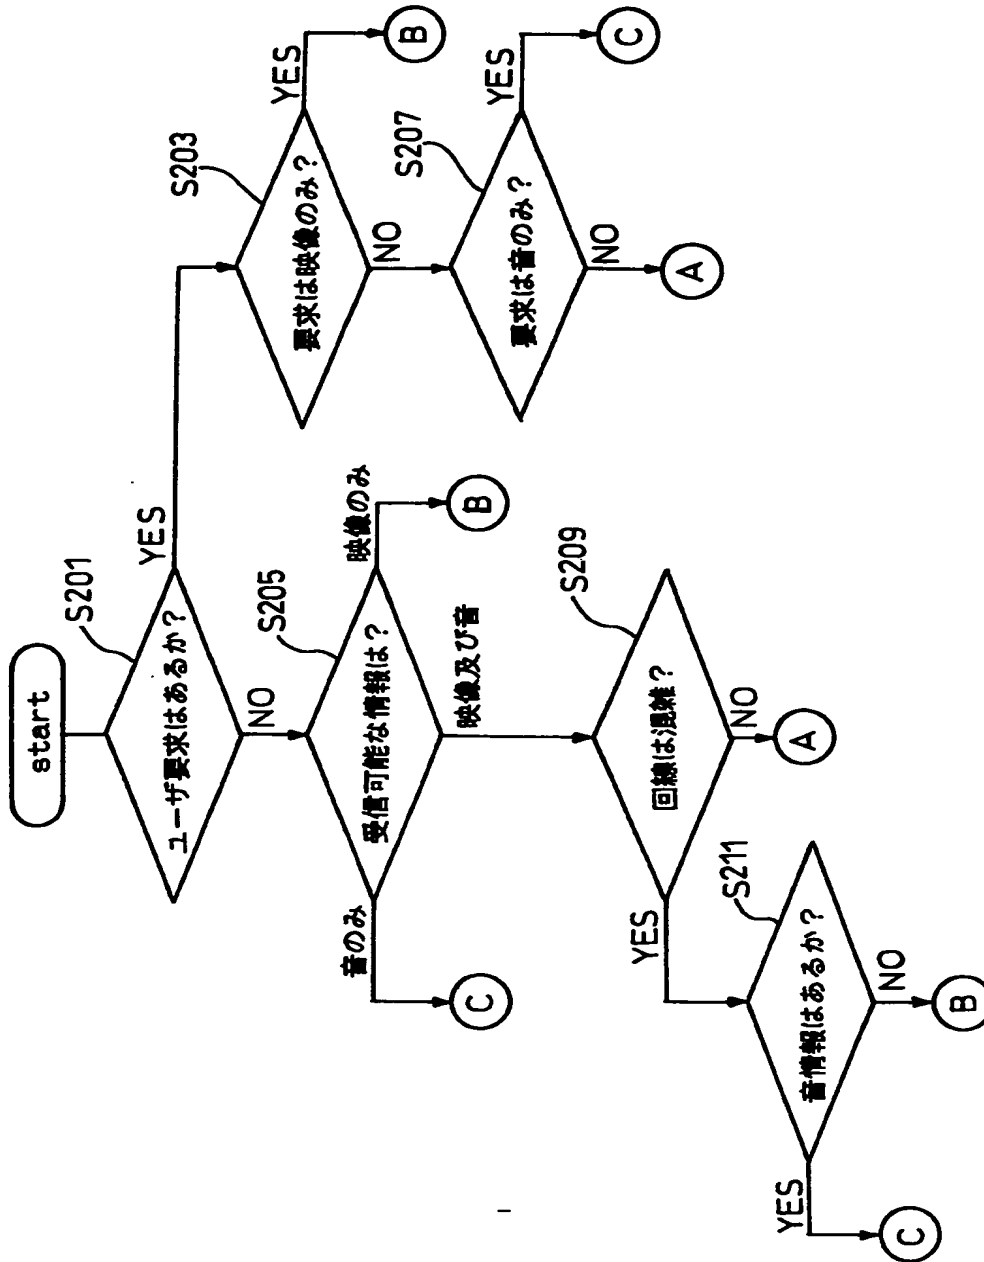 start
S201
ユーザ要求はあるか?
YES
NO
S203
要求は映像のみ?
YES
B
NO
S207
要求は音のみ?
YES
C
NO
A
S205
受信可能な情報は?
映像のみ
B
音のみ
C
映像及び音
S209
回線は混雑?
NO
A
YES
S211
音情報はあるか?
NO
B
YES
C